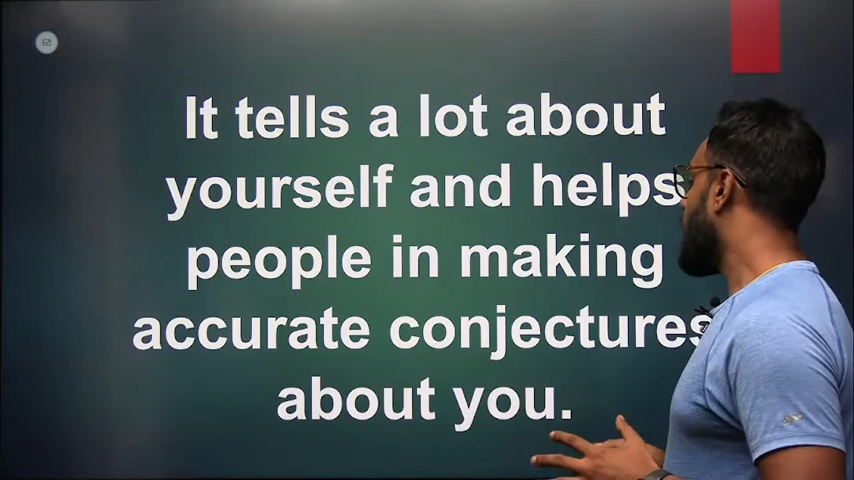 It tells a lot about
yourself and helps
people in making
accurate conjectures
about you.